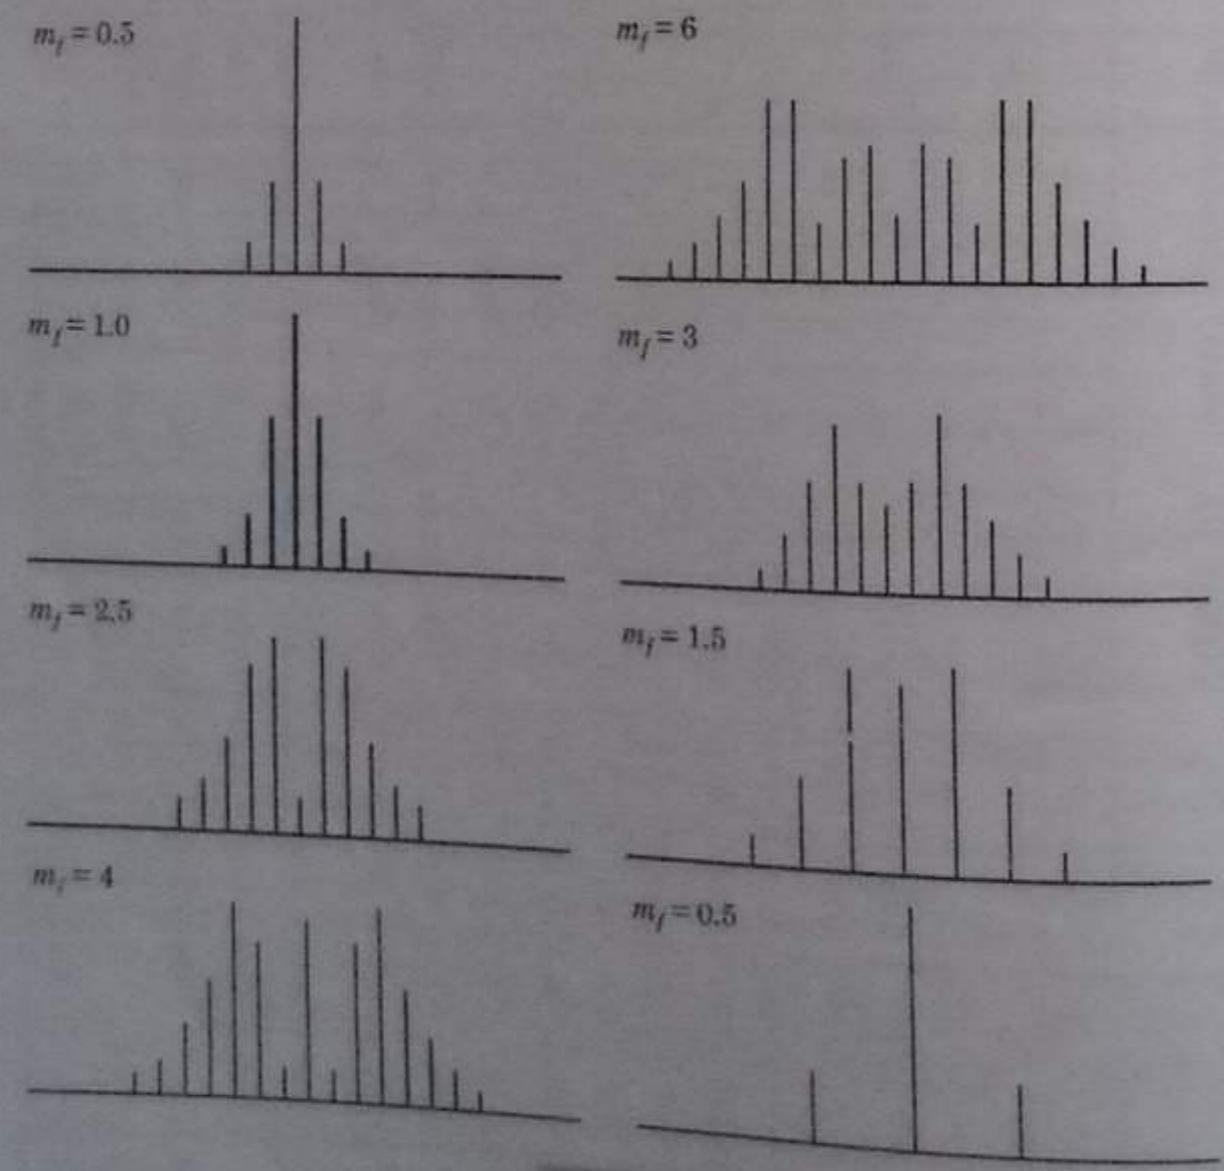 m_f = 0.5
m_f = 1.0
m_f = 2.5
m_f = 4
m_f = 6
m_f = 3
m_f = 1.5
m_f = 0.5